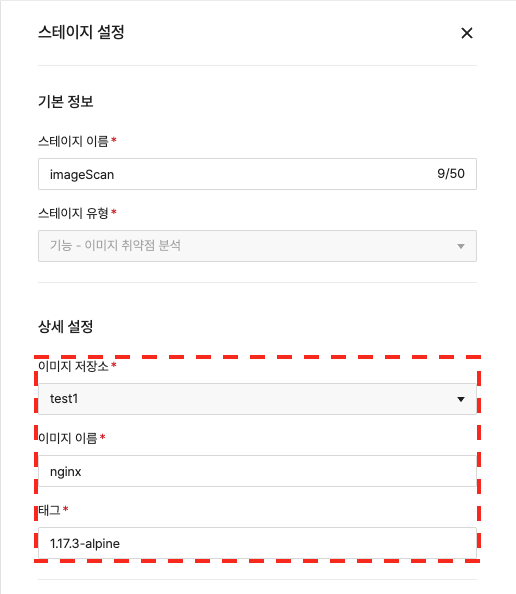 스테이지 설정
기본 정보
스테이지 이름*
imageScan 9/50
스테이지 유형*
기능 - 이미지 취약점 분석
상세 설정
이미지 저장소*
test1
이미지 이름*
nginx
태그*
1.17.3-alpine